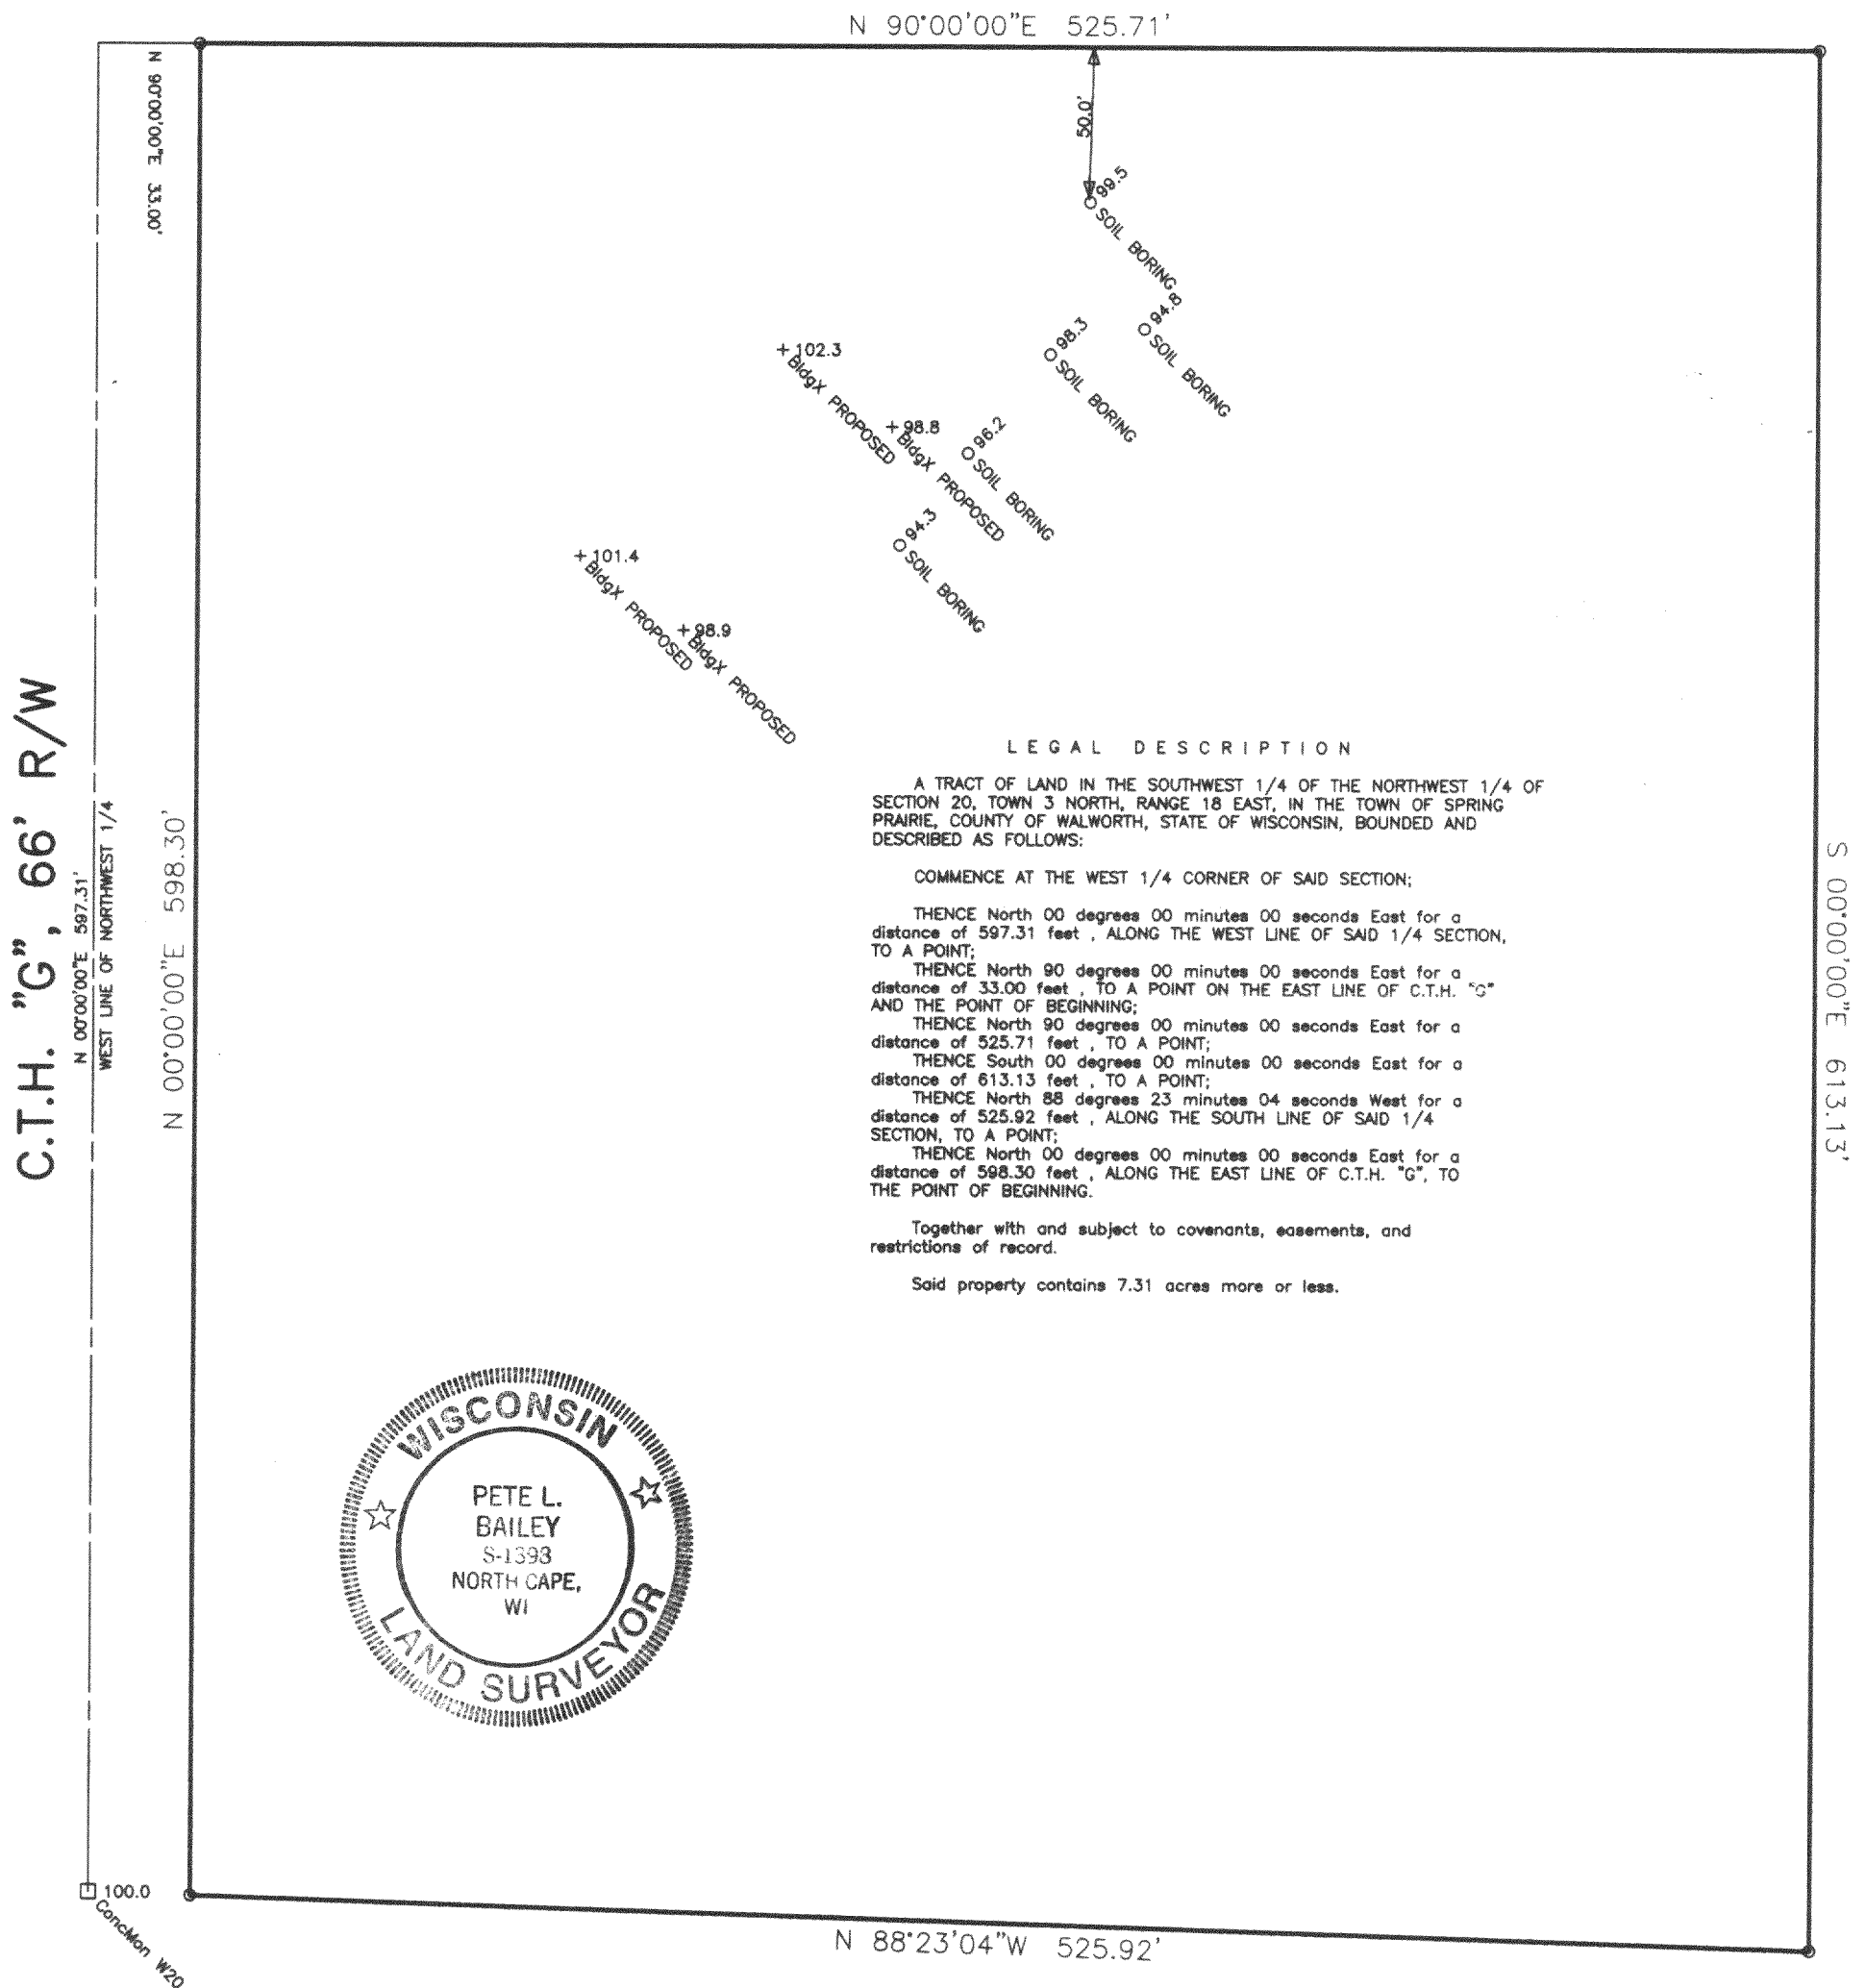 N 90°00'00"E 525.71'
N 90°00'00"E 33.00'
50.0'
99.5
SOIL BORING
94.8
SOIL BORING
98.3
SOIL BORING
102.3
BldgX PROPOSED
98.8
BldgX PROPOSED
96.2
SOIL BORING
94.3
SOIL BORING
101.4
BldgX PROPOSED
98.9
BldgX PROPOSED
C.T.H. "G", 66' R/W
N 00°00'00"E 597.31'
WEST LINE OF NORTHWEST 1/4
N 00°00'00"E 598.30'
LEGAL DESCRIPTION
A TRACT OF LAND IN THE SOUTHWEST 1/4 OF THE NORTHWEST 1/4 OF
SECTION 20, TOWN 3 NORTH, RANGE 18 EAST, IN THE TOWN OF SPRING
PRAIRIE, COUNTY OF WALWORTH, STATE OF WISCONSIN, BOUNDED AND
DESCRIBED AS FOLLOWS:
COMMENCE AT THE WEST 1/4 CORNER OF SAID SECTION;
THENCE North 00 degrees 00 minutes 00 seconds East for a
distance of 597.31 feet , ALONG THE WEST LINE OF SAID 1/4 SECTION,
TO A POINT;
THENCE North 90 degrees 00 minutes 00 seconds East for a
distance of 33.00 feet , TO A POINT ON THE EAST LINE OF C.T.H. "G"
AND THE POINT OF BEGINNING;
THENCE North 90 degrees 00 minutes 00 seconds East for a
distance of 525.71 feet , TO A POINT;
THENCE South 00 degrees 00 minutes 00 seconds East for a
distance of 613.13 feet , TO A POINT;
THENCE North 88 degrees 23 minutes 04 seconds West for a
distance of 525.92 feet , ALONG THE SOUTH LINE OF SAID 1/4
SECTION, TO A POINT;
THENCE North 00 degrees 00 minutes 00 seconds East for a
distance of 598.30 feet , ALONG THE EAST LINE OF C.T.H. "G", TO
THE POINT OF BEGINNING.
Together with and subject to covenants, easements, and
restrictions of record.
Said property contains 7.31 acres more or less.
S 00°00'00"E 613.13'
WISCONSIN
PETE L.
BAILEY
S-1393
NORTH CAPE,
WI
LAND SURVEYOR
100.0
ConcMon W20
N 88°23'04"W 525.92'